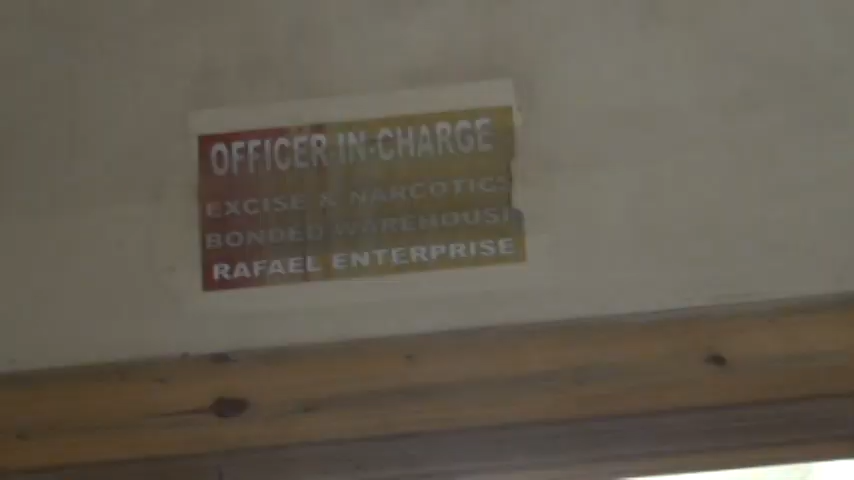 OFFICER IN-CHARGE
EXCISE & NARCOTICS
BONDED WAREHOUSE
RAFAEL ENTERPRISE